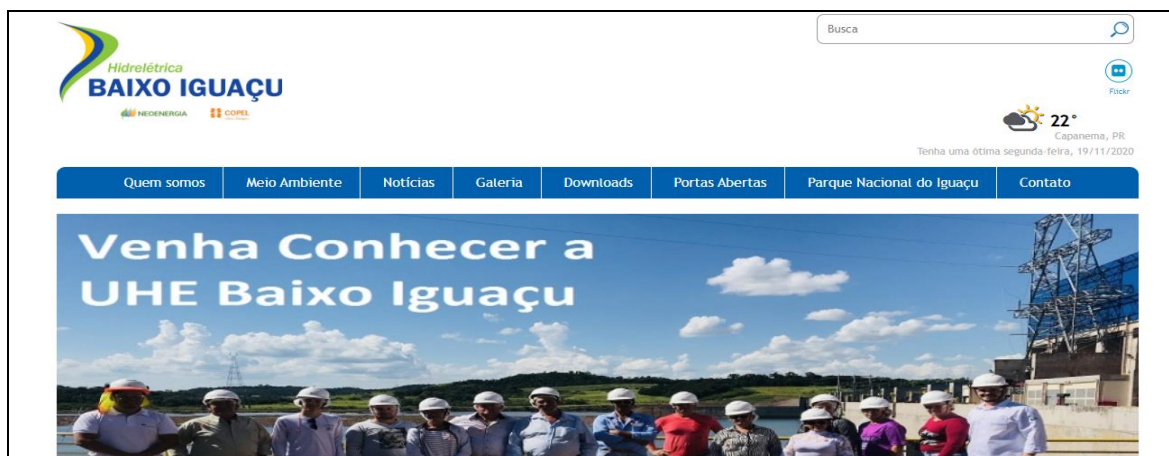 Busca
Hidrelétrica
BAIXO IGUAÇU
NEOENERGIA COPEL
Flickr
22°
Capanema, PR
Tenha uma ótima segunda-feira, 19/11/2020
Quem somos Meio Ambiente Notícias Galeria Downloads Portas Abertas Parque Nacional do Iguaçu Contato
Venha Conhecer a
UHE Baixo Iguaçu